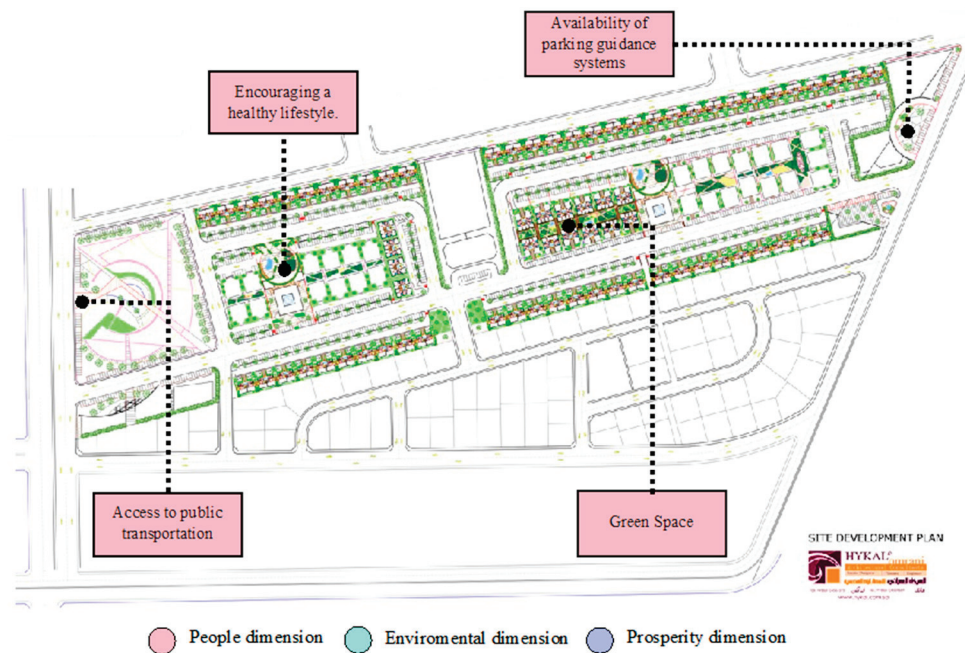 Availability of
parking guidance
systems
Encouraging a
healthy lifestyle.
Access to public
transportation
Green Space
SITE DEVELOPMENT PLAN
HYKAL
People dimension
Enviromental dimension
Prosperity dimension